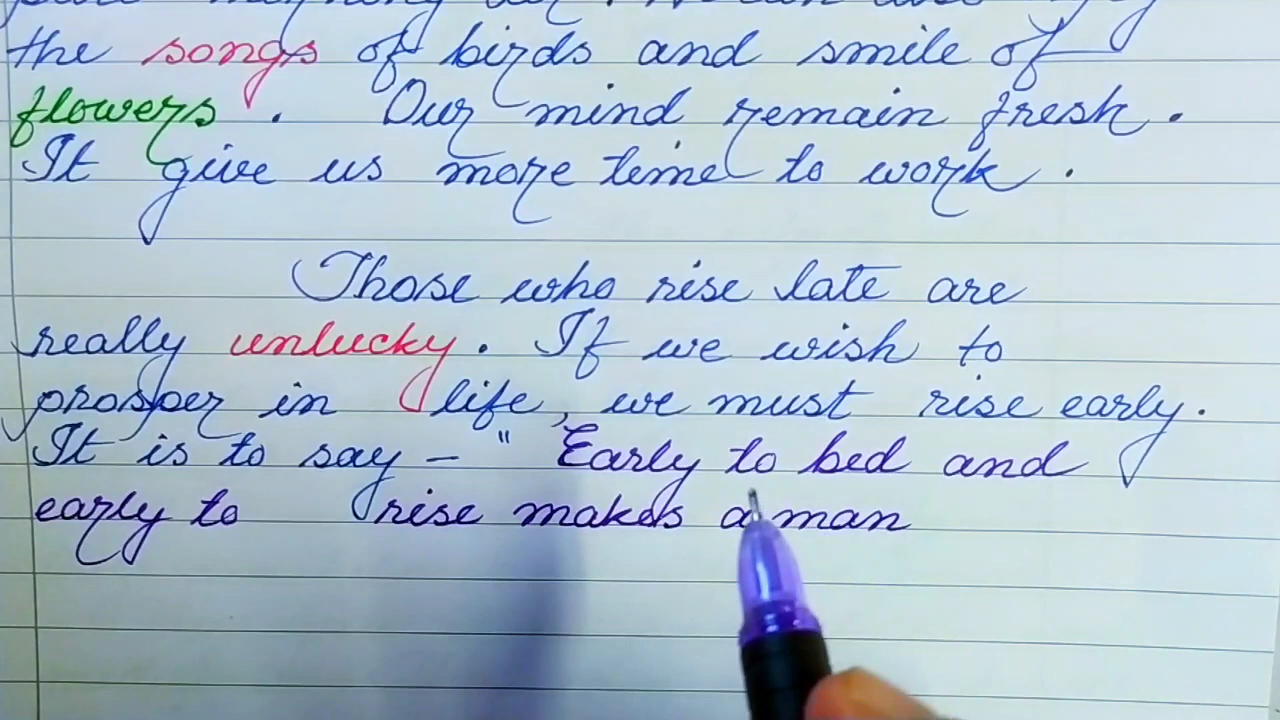 the songs of birds and smile of
flowers. Our mind remain fresh.
It give us more time to work.
Those who rise late are
really unlucky. If we wish to
prosper in life, we must rise early.
It is to say - "Early to bed and
early to rise makes a man